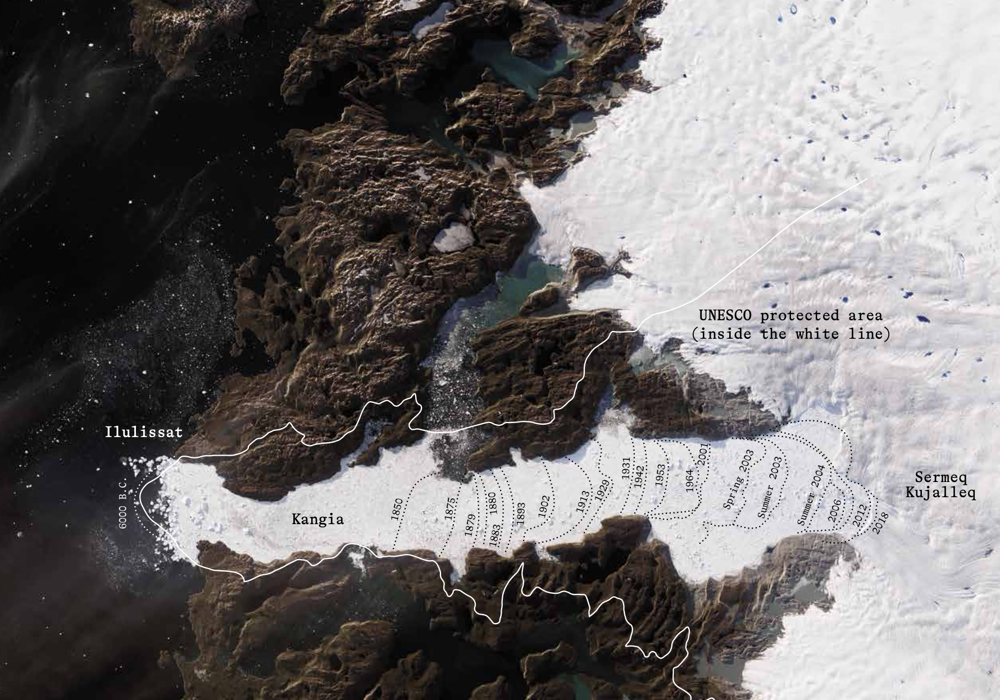 UNESCO protected area
(inside the white line)
Ilulissat
6000 B.C.
Kangia
1850
1875
1879
1880
1883
1893
1902
1913
1929
1931
1942
1953
1964
2001
Spring 2003
Summer 2003
Summer 2004
2006
2012
2018
Sermeq
Kujalleq